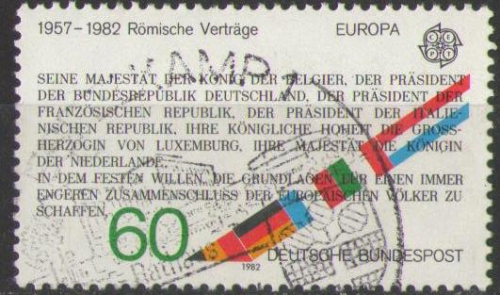 1957-1982 Römische Verträge
EUROPA
SEINE MAJESTÄT DER KÖNIG DER BELGIER, DER PRÄSIDENT
DER BUNDESREPUBLIK DEUTSCHLAND, DER PRÄSIDENT DER
FRANZÖSISCHEN REPUBLIK, DER PRÄSIDENT DER ITALIE-
NISCHEN REPUBLIK, IHRE KÖNIGLICHE HOHEIT DIE GROSS-
HERZOGIN VON LUXEMBURG, IHRE MAJESTÄT DIE KÖNIGIN
DER NIEDERLANDE...
IN DEM FESTEN WILLEN, DIE GRUNDLAGEN FÜR EINEN IMMER
ENGEREN ZUSAMMENSCHLUSS DER EUROPÄISCHEN VÖLKER ZU
SCHAFFEN,
60
1982
DEUTSCHE BUNDESPOST